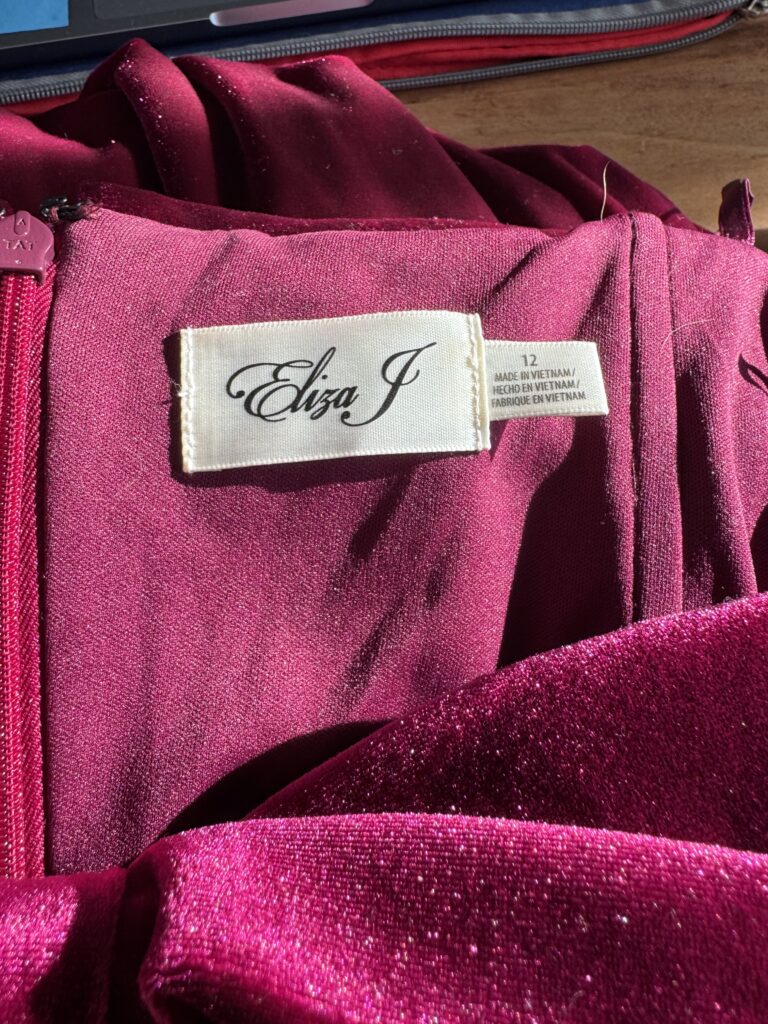 Eliza J
12
MADE IN VIETNAM/
HECHO EN VIETNAM/
FABRIQUE EN VIETNAM